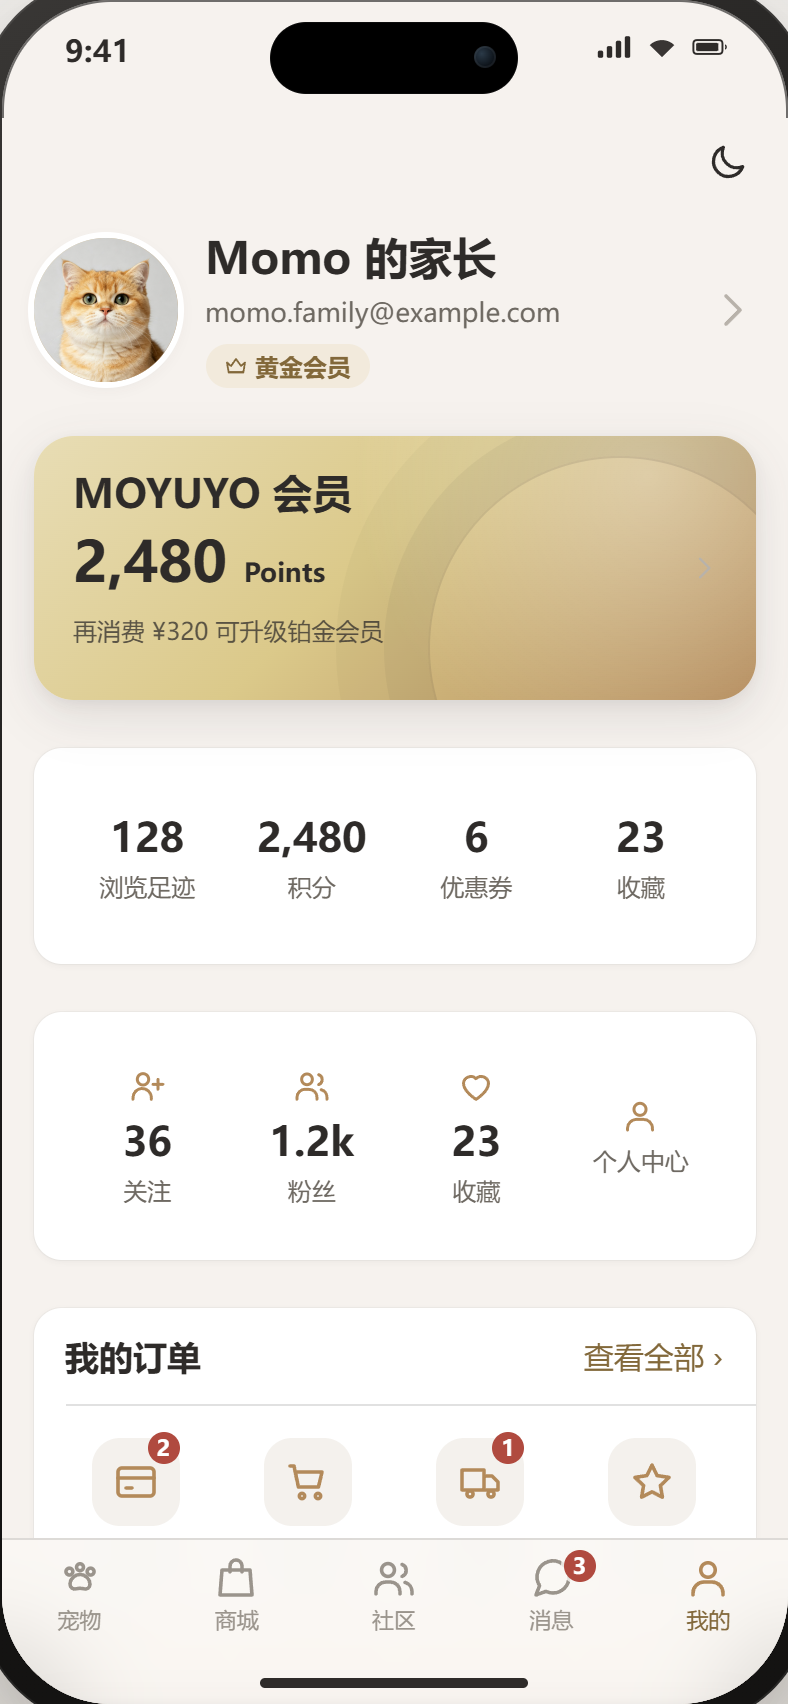 9:41
Momo 的家长
momo.family@example.com
黄金会员
MOYUYO 会员
2,480 Points
再消费 ¥320 可升级铂金会员
128 2,480 6 23
浏览足迹 积分 优惠券 收藏
36 1.2k 23
关注 粉丝 收藏 个人中心
我的订单 查看全部 ›
2 1
3
宠物 商城 社区 消息 我的